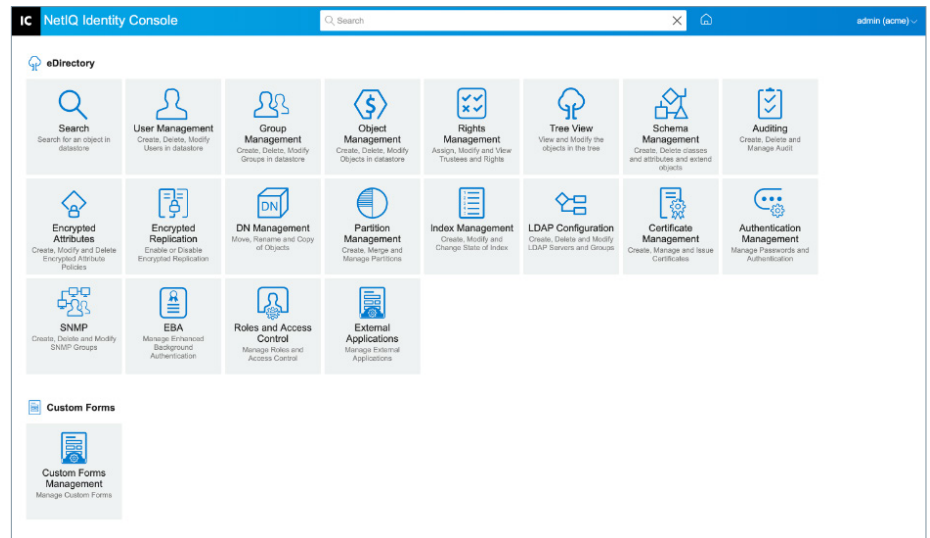 IC NetIQ Identity Console
Search
admin (acme)
eDirectory
Search
Search for an object in
datastore
User Management
Create, Delete, Modify
Users in datastore
Group
Management
Create, Delete, Modify
Groups in datastore
Object
Management
Create, Delete, Modify
Objects in datastore
Rights
Management
Assign, Modify and View
Trustees and Rights
Tree View
View and Modify the
objects in the tree
Schema
Management
Create, Delete classes
and attributes and extend
objects
Auditing
Create, Delete and
Manage Audit
Encrypted
Attributes
Create, Modify and Delete
Encrypted Attribute
Policies
Encrypted
Replication
Enable or Disable
Encrypted Replication
DN
DN Management
Move, Rename and Copy
of Objects
Partition
Management
Create, Merge and
Manage Partitions
Index Management
Create, Modify and
Change State of Index
LDAP Configuration
Create, Delete and Modify
LDAP Servers and Groups
Certificate
Management
Create, Manage and Issue
Certificates
Authentication
Management
Manage Passwords and
Authentication
SNMP
Create, Delete and Modify
SNMP Groups
EBA
Manage Enhanced
Background
Authentication
Roles and Access
Control
Manage Roles and
Access Control
External
Applications
Manage External
Applications
Custom Forms
Custom Forms
Management
Manage Custom Forms